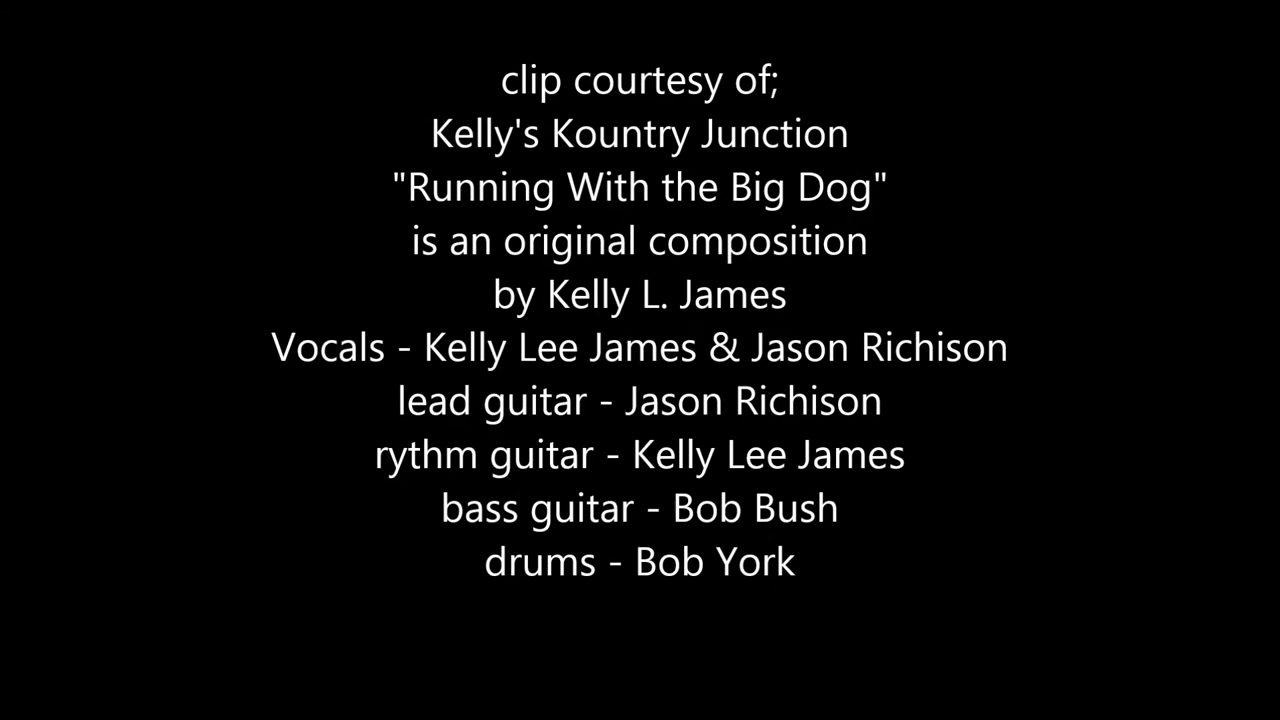 clip courtesy of;
Kelly's Kountry Junction
"Running With the Big Dog"
is an original composition
by Kelly L. James
Vocals - Kelly Lee James & Jason Richison
lead guitar - Jason Richison
rythm guitar - Kelly Lee James
bass guitar - Bob Bush
drums - Bob York